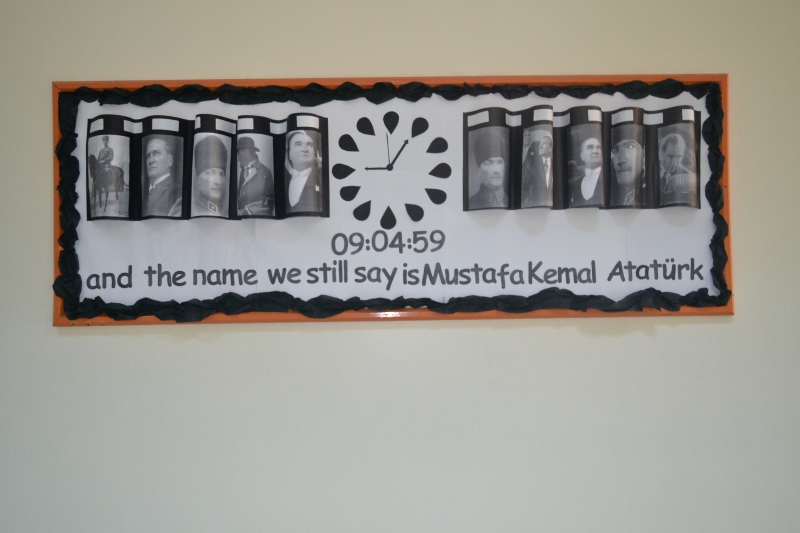 09:04:59
and the name we still say is Mustafa Kemal Atatürk